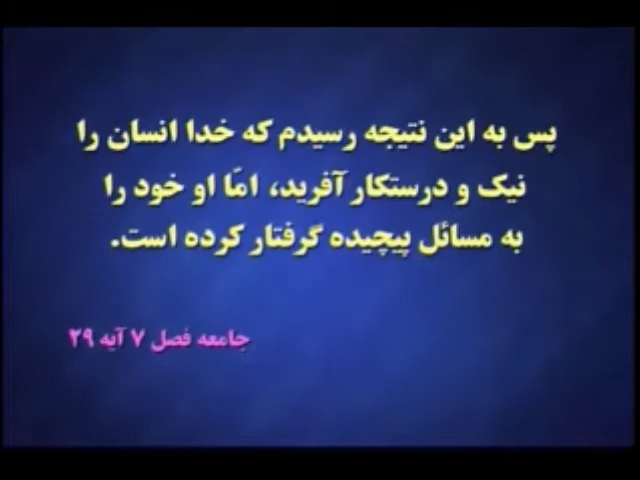 پس به این نتیجه رسیدم که خدا انسان را
نیک و درستکار آفرید، امّا او خود را
به مسائل پیچیده گرفتار کرده است.
جامعه فصل ۷ آیه ۲۹